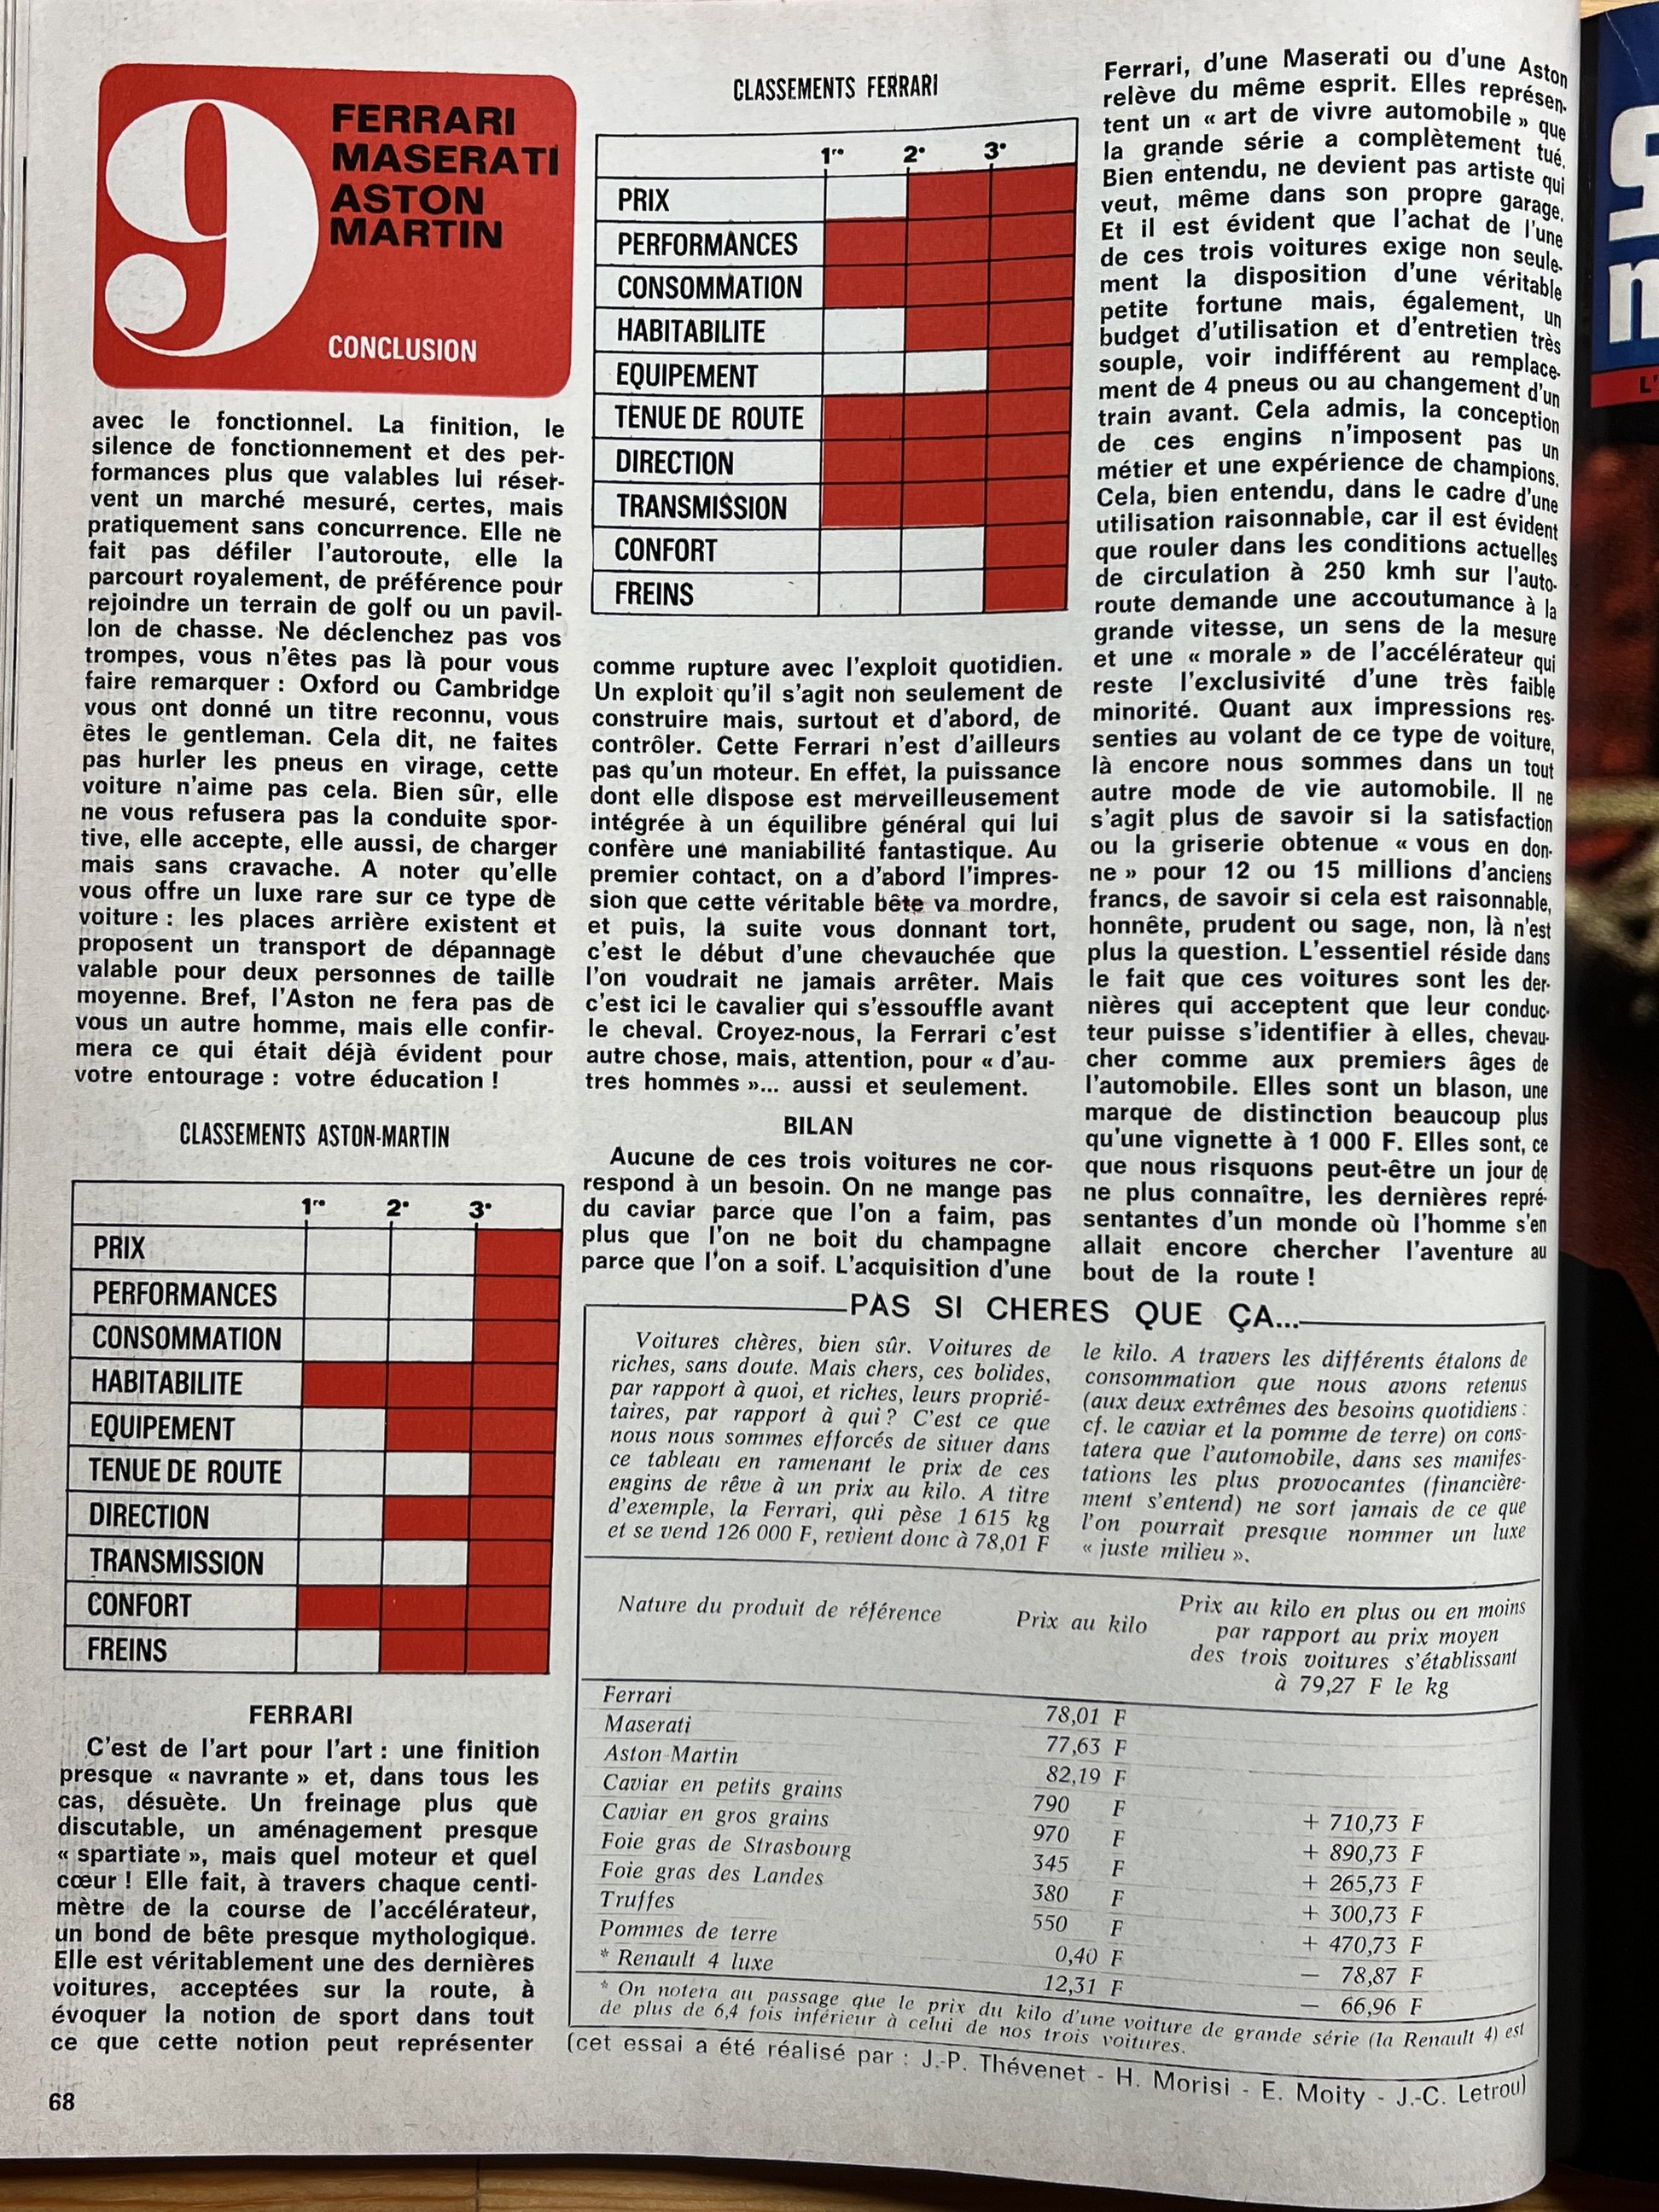 9
FERRARI
MASERATI
ASTON
MARTIN
CONCLUSION
avec le fonctionnel. La finition, le
silence de fonctionnement et des per-
formances plus que valables lui réser-
vent un marché mesuré, certes, mais
pratiquement sans concurrence. Elle ne
fait pas défiler l'autoroute, elle la
parcourt royalement, de préférence pour
rejoindre un terrain de golf ou un pavil-
lon de chasse. Ne déclenchez pas vos
trompes, vous n'êtes pas là pour vous
faire remarquer : Oxford ou Cambridge
vous ont donné un titre reconnu, vous
êtes le gentleman. Cela dit, ne faites
pas hurler les pneus en virage, cette
voiture n'aime pas cela. Bien sûr, elle
ne vous refusera pas la conduite spor-
tive, elle accepte, elle aussi, de charger
mais sans cravache. A noter qu'elle
vous offre un luxe rare sur ce type de
voiture : les places arrière existent et
proposent un transport de dépannage
valable pour deux personnes de taille
moyenne. Bref, l'Aston ne fera pas de
vous un autre homme, mais elle confir-
mera ce qui était déjà évident pour
votre entourage : votre éducation !
CLASSEMENTS ASTON-MARTIN
1re 2e 3e
PRIX
PERFORMANCES
CONSOMMATION
HABITABILITE
EQUIPEMENT
TENUE DE ROUTE
DIRECTION
TRANSMISSION
CONFORT
FREINS
FERRARI
C'est de l'art pour l'art : une finition
presque « navrante » et, dans tous les
cas, désuète. Un freinage plus que
discutable, un aménagement presque
« spartiate », mais quel moteur et quel
cœur ! Elle fait, à travers chaque centi-
mètre de la course de l'accélérateur,
un bond de bête presque mythologique.
Elle est véritablement une des dernières
voitures, acceptées sur la route, à
évoquer la notion de sport dans tout
ce que cette notion peut représenter
CLASSEMENTS FERRARI
1re 2e 3e
PRIX
PERFORMANCES
CONSOMMATION
HABITABILITE
EQUIPEMENT
TENUE DE ROUTE
DIRECTION
TRANSMISSION
CONFORT
FREINS
comme rupture avec l'exploit quotidien.
Un exploit qu'il s'agit non seulement de
construire mais, surtout et d'abord, de
contrôler. Cette Ferrari n'est d'ailleurs
pas qu'un moteur. En effet, la puissance
dont elle dispose est merveilleusement
intégrée à un équilibre général qui lui
confère une maniabilité fantastique. Au
premier contact, on a d'abord l'impres-
sion que cette véritable bête va mordre,
et puis, la suite vous donnant tort,
c'est le début d'une chevauchée que
l'on voudrait ne jamais arrêter. Mais
c'est ici le cavalier qui s'essouffle avant
le cheval. Croyez-nous, la Ferrari c'est
autre chose, mais, attention, pour « d'au-
tres hommes »... aussi et seulement.
BILAN
Aucune de ces trois voitures ne cor-
respond à un besoin. On ne mange pas
du caviar parce que l'on a faim, pas
plus que l'on ne boit du champagne
parce que l'on a soif. L'acquisition d'une
Ferrari, d'une Maserati ou d'une Aston
relève du même esprit. Elles représen-
tent un « art de vivre automobile » que
la grande série a complètement tué.
Bien entendu, ne devient pas artiste qui
veut, même dans son propre garage.
Et il est évident que l'achat de l'une
de ces trois voitures exige non seule-
ment la disposition d'une véritable
petite fortune mais, également, un
budget d'utilisation et d'entretien très
souple, voir indifférent au remplace-
ment de 4 pneus ou au changement d'un
train avant. Cela admis, la conception
de ces engins n'imposent pas un
métier et une expérience de champions.
Cela, bien entendu, dans le cadre d'une
utilisation raisonnable, car il est évident
que rouler dans les conditions actuelles
de circulation à 250 kmh sur l'auto-
route demande une accoutumance à la
grande vitesse, un sens de la mesure
et une « morale » de l'accélérateur qui
reste l'exclusivité d'une très faible
minorité. Quant aux impressions res-
senties au volant de ce type de voiture,
là encore nous sommes dans un tout
autre mode de vie automobile. Il ne
s'agit plus de savoir si la satisfaction
ou la griserie obtenue « vous en don-
ne » pour 12 ou 15 millions d'anciens
francs, de savoir si cela est raisonnable,
honnête, prudent ou sage, non, là n'est
plus la question. L'essentiel réside dans
le fait que ces voitures sont les der-
nières qui acceptent que leur conduc-
teur puisse s'identifier à elles, chevau-
cher comme aux premiers âges de
l'automobile. Elles sont un blason, une
marque de distinction beaucoup plus
qu'une vignette à 1 000 F. Elles sont, ce
que nous risquons peut-être un jour de
ne plus connaître, les dernières repré-
sentantes d'un monde où l'homme s'en
allait encore chercher l'aventure au
bout de la route !
PAS SI CHERES QUE ÇA...
Voitures chères, bien sûr. Voitures de
riches, sans doute. Mais chers, ces bolides,
par rapport à quoi, et riches, leurs proprié-
taires, par rapport à qui ? C'est ce que
nous nous sommes efforcés de situer dans
ce tableau en ramenant le prix de ces
engins de rêve à un prix au kilo. A titre
d'exemple, la Ferrari, qui pèse 1 615 kg
et se vend 126 000 F, revient donc à 78,01 F
le kilo. A travers les différents étalons de
consommation que nous avons retenus
(aux deux extrêmes des besoins quotidiens :
cf. le caviar et la pomme de terre) on cons-
tatera que l'automobile, dans ses manifes-
tations les plus provocantes (financière-
ment s'entend) ne sort jamais de ce que
l'on pourrait presque nommer un luxe
« juste milieu ».
Nature du produit de référence
Prix au kilo
Prix au kilo en plus ou en moins
par rapport au prix moyen
des trois voitures s'établissant
à 79,27 F le kg
Ferrari 78,01 F
Maserati 77,63 F
Aston-Martin 82,19 F
Caviar en petits grains 790 F + 710,73 F
Caviar en gros grains 970 F + 890,73 F
Foie gras de Strasbourg 345 F + 265,73 F
Foie gras des Landes 380 F + 300,73 F
Truffes 550 F + 470,73 F
Pommes de terre 0,40 F — 78,87 F
* Renault 4 luxe 12,31 F — 66,96 F
* On notera au passage que le prix du kilo d'une voiture de grande série (la Renault 4) est
de plus de 6,4 fois inférieur à celui de nos trois voitures.
(cet essai a été réalisé par : J.-P. Thévenet - H. Morisi - E. Moity - J.-C. Letrou)
68